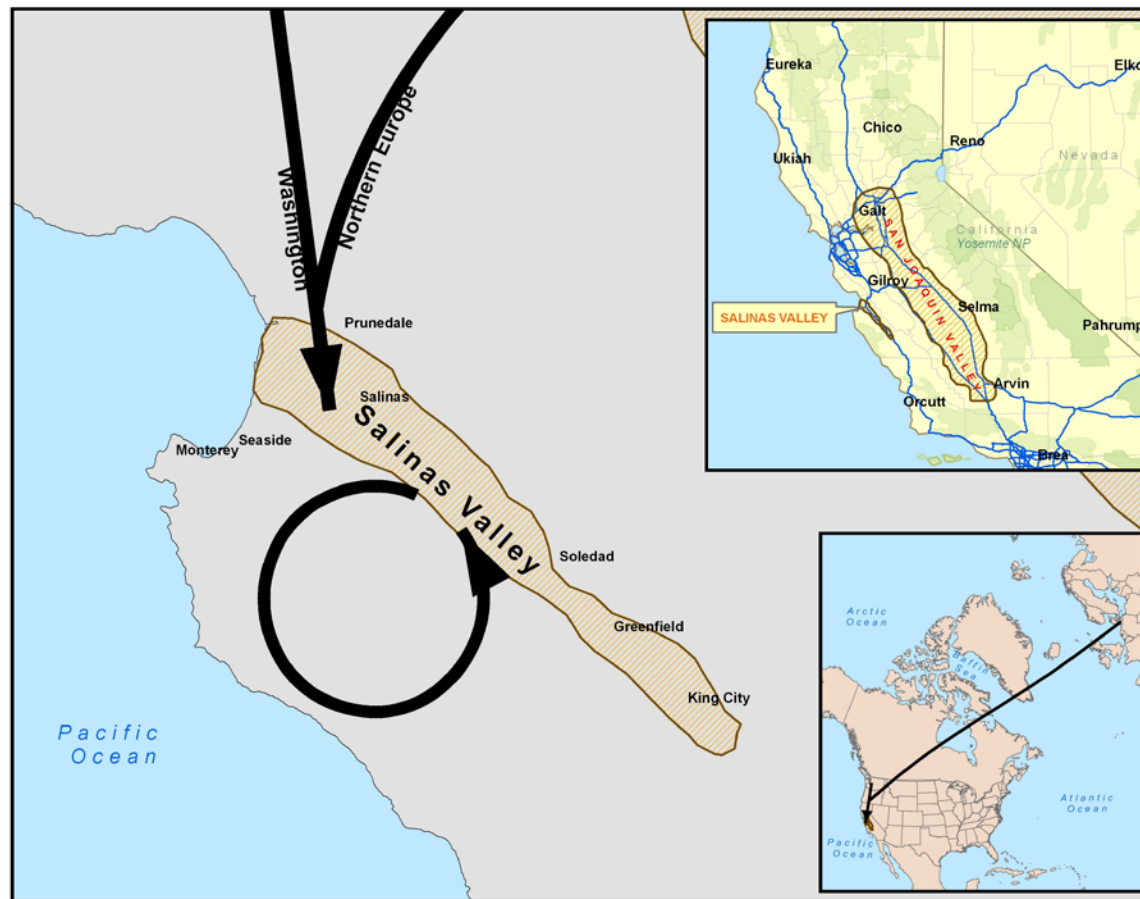 Washington
Northern Europe
Prunedale
Salinas
Seaside
Monterey
Salinas Valley
Soledad
Greenfield
King City
Pacific
Ocean
Eureka
Elko
Chico
Reno
Ukiah
Nevada
Galt
California
Yosemite NP
SAN JOAQUIN VALLEY
Gilroy
Selma
SALINAS VALLEY
Pahrump
Arvin
Orcutt
Brea
Arctic
Ocean
Baffin
Sea
Atlantic
Ocean
Pacific
Ocean